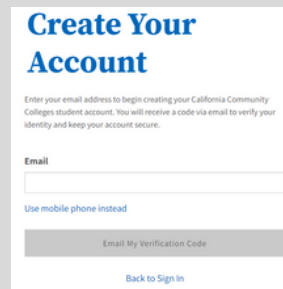 Create Your
Account
Enter your email address to begin creating your California Community
Colleges student account. You will receive a code via email to verify your
identity and keep your account secure.
Email
Use mobile phone instead
Email My Verification Code
Back to Sign In